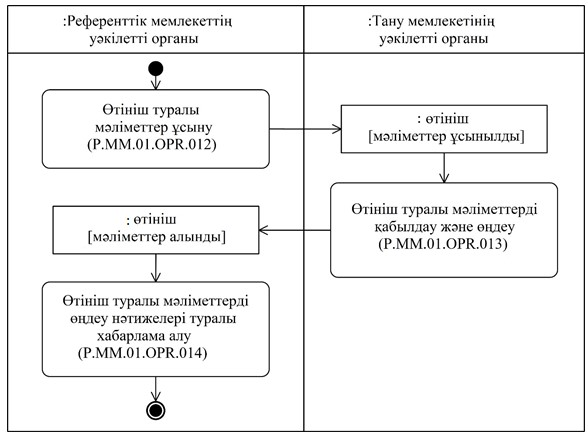 :Референттік мемлекеттің
уәкілетті органы
:Тану мемлекетінің
уәкілетті органы
Өтініш туралы
мәліметтер ұсыну
(P.MM.01.OPR.012)
: өтініш
[мәліметтер ұсынылды]
Өтініш туралы мәліметтерді
қабылдау және өңдеу
(P.MM.01.OPR.013)
: өтініш
[мәліметтер алынды]
Өтініш туралы мәліметтерді
өңдеу нәтижелері туралы
хабарлама алу
(P.MM.01.OPR.014)